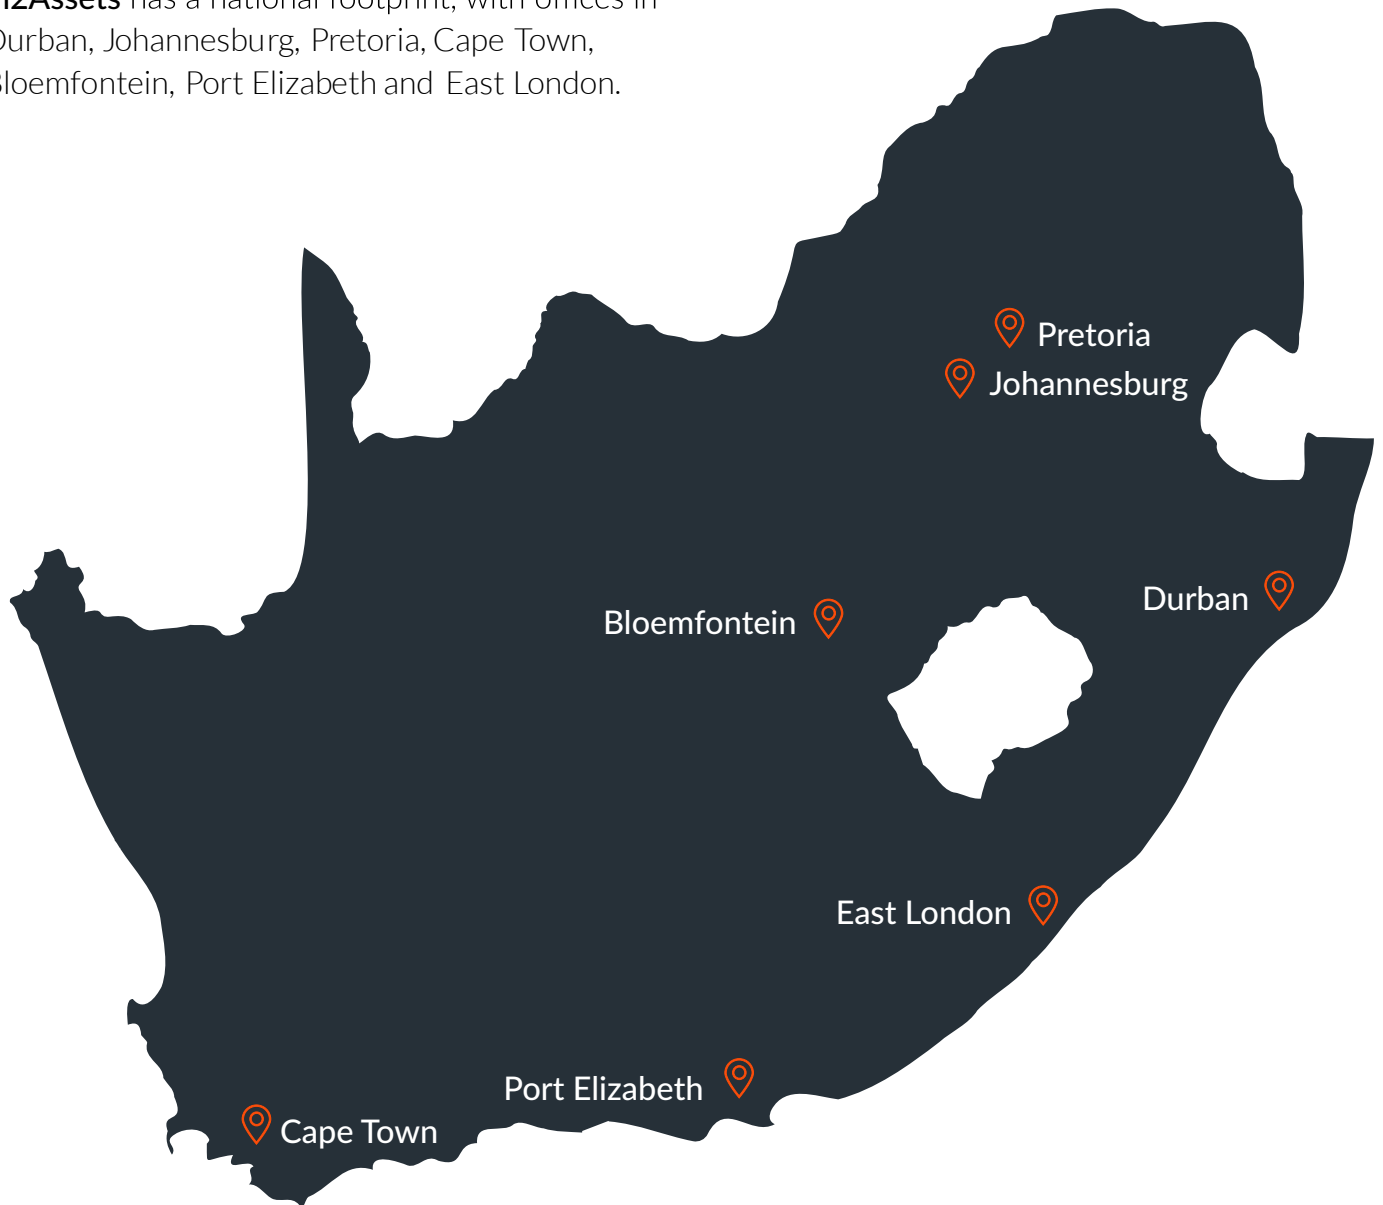 has a national footprint, with offices in
Durban, Johannesburg, Pretoria, Cape Town,
Bloemfontein, Port Elizabeth and East London.
Pretoria
Johannesburg
Durban
Bloemfontein
East London
Port Elizabeth
Cape Town